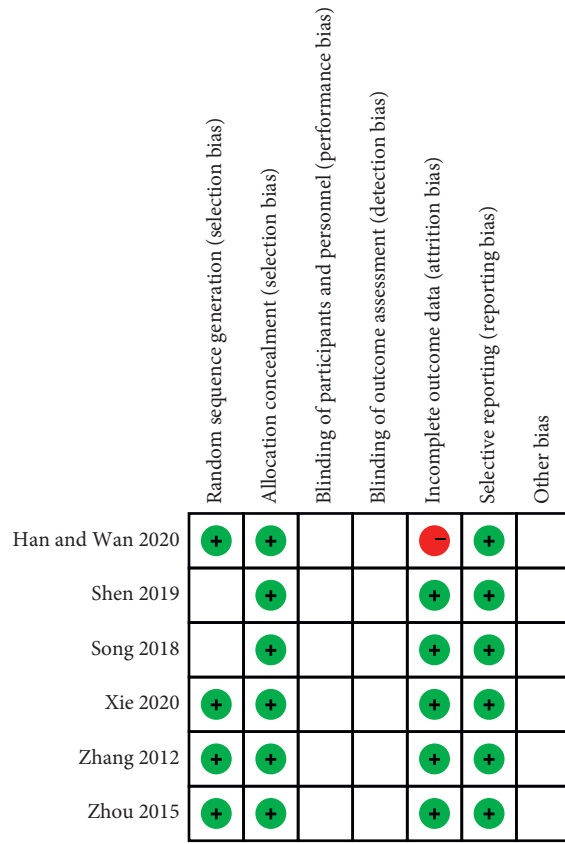 Random sequence generation (selection bias)
Allocation concealment (selection bias)
Blinding of participants and personnel (performance bias)
Blinding of outcome assessment (detection bias)
Incomplete outcome data (attrition bias)
Selective reporting (reporting bias)
Other bias
Han and Wan 2020 + + – +
Shen 2019 + + +
Song 2018 + + +
Xie 2020 + + + +
Zhang 2012 + + + +
Zhou 2015 + + + +